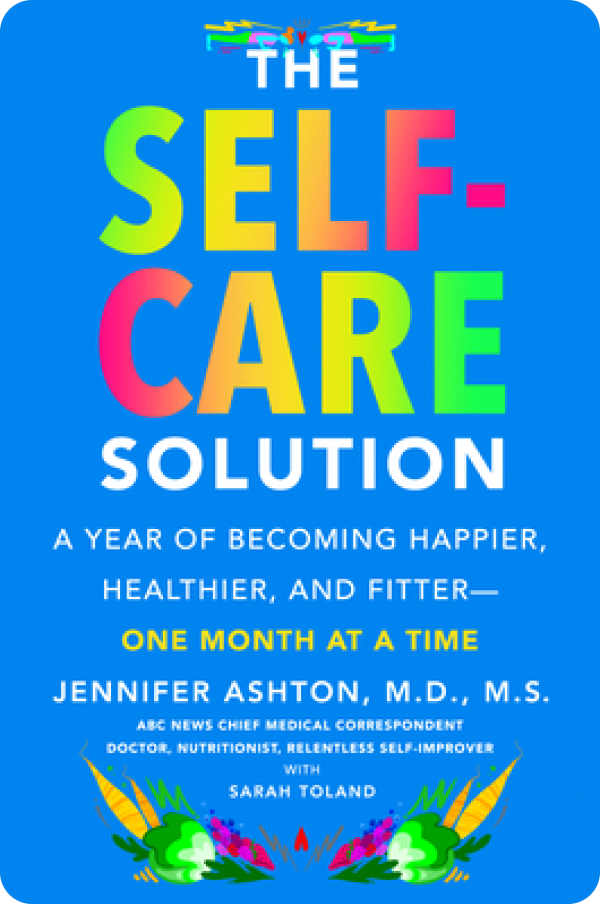 THE
SELF-
CARE
SOLUTION
A YEAR OF BECOMING HAPPIER,
HEALTHIER, AND FITTER—
ONE MONTH AT A TIME
JENNIFER ASHTON, M.D., M.S.
ABC NEWS CHIEF MEDICAL CORRESPONDENT
DOCTOR, NUTRITIONIST, RELENTLESS SELF-IMPROVER
WITH
SARAH TOLAND